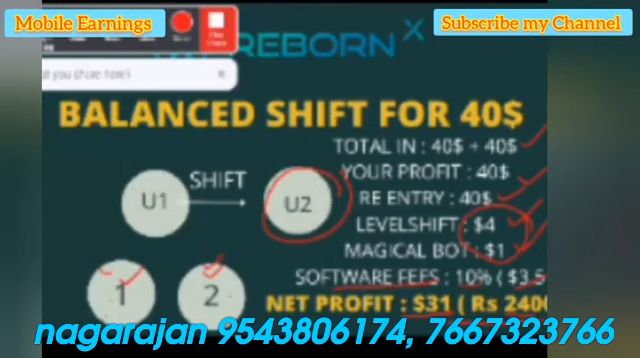 Mobile Earnings
Subscribe my Channel
REBORN X
BALANCED SHIFT FOR 40$
TOTAL IN : 40$ + 40$
YOUR PROFIT : 40$
SHIFT
RE ENTRY : 40$
U1
U2
LEVELSHIFT : $4
MAGICAL BOT : $1
1
2
SOFTWARE FEES : 10% ( $3.5
NET PROFIT : $31 ( Rs 2400
nagarajan 9543806174, 7667323766